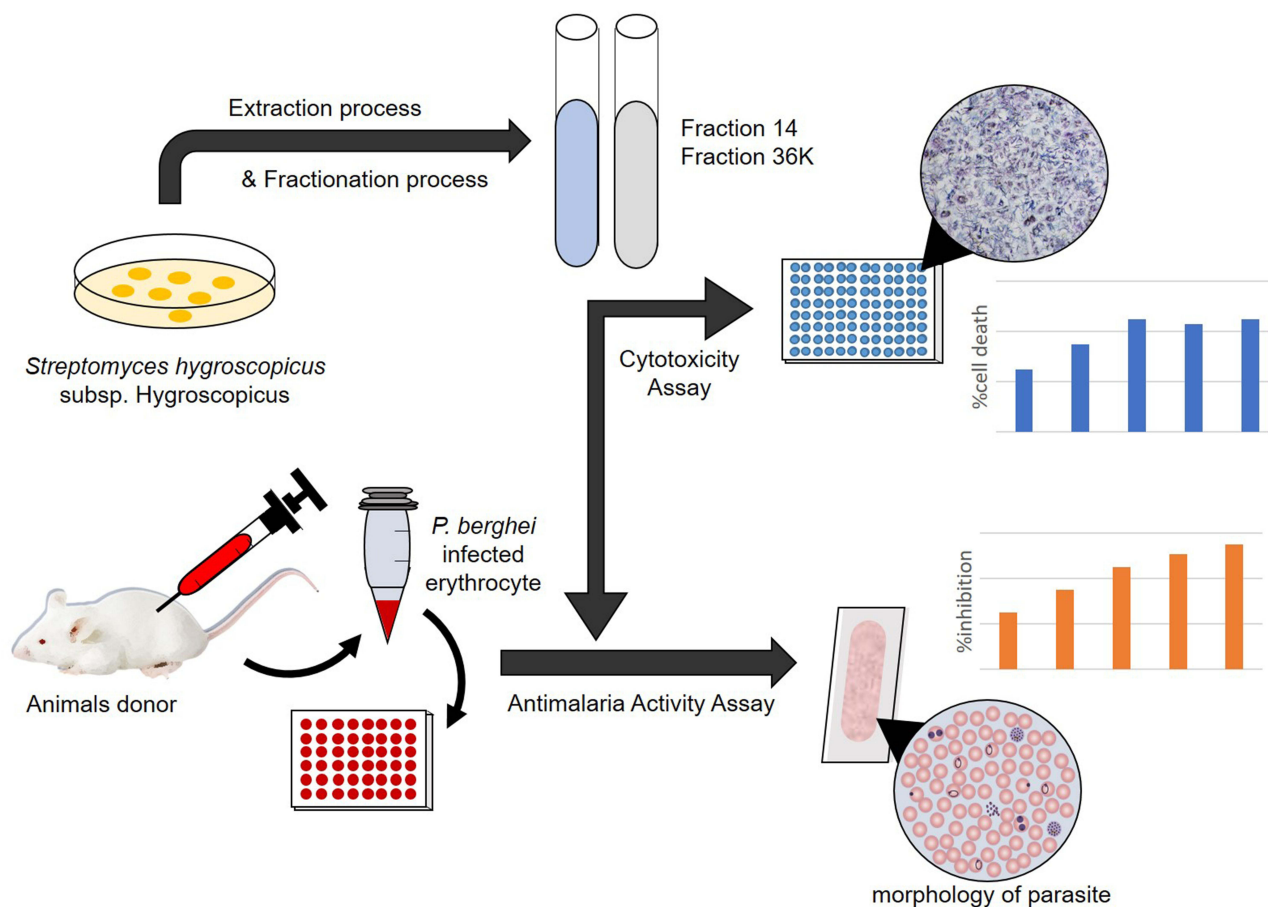 Extraction process
& Fractionation process
Fraction 14
Fraction 36K
Streptomyces hygroscopicus
subsp. Hygroscopicus
Cytotoxicity
Assay
%cell death
P. berghei
infected
erythrocyte
%inhibition
Animals donor
Antimalaria Activity Assay
morphology of parasite